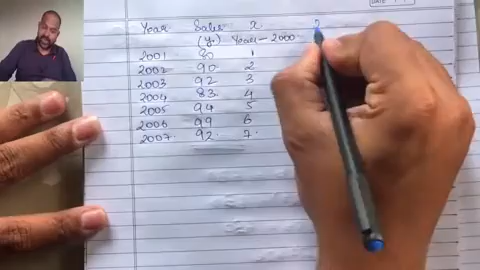 Year Sales x
(y.) Year - 2000
2001 80 1
2002 90 2
2003 92 3
2004 83. 4
2005 94 5
2006 99 6
2007. 92. 7.
DATE